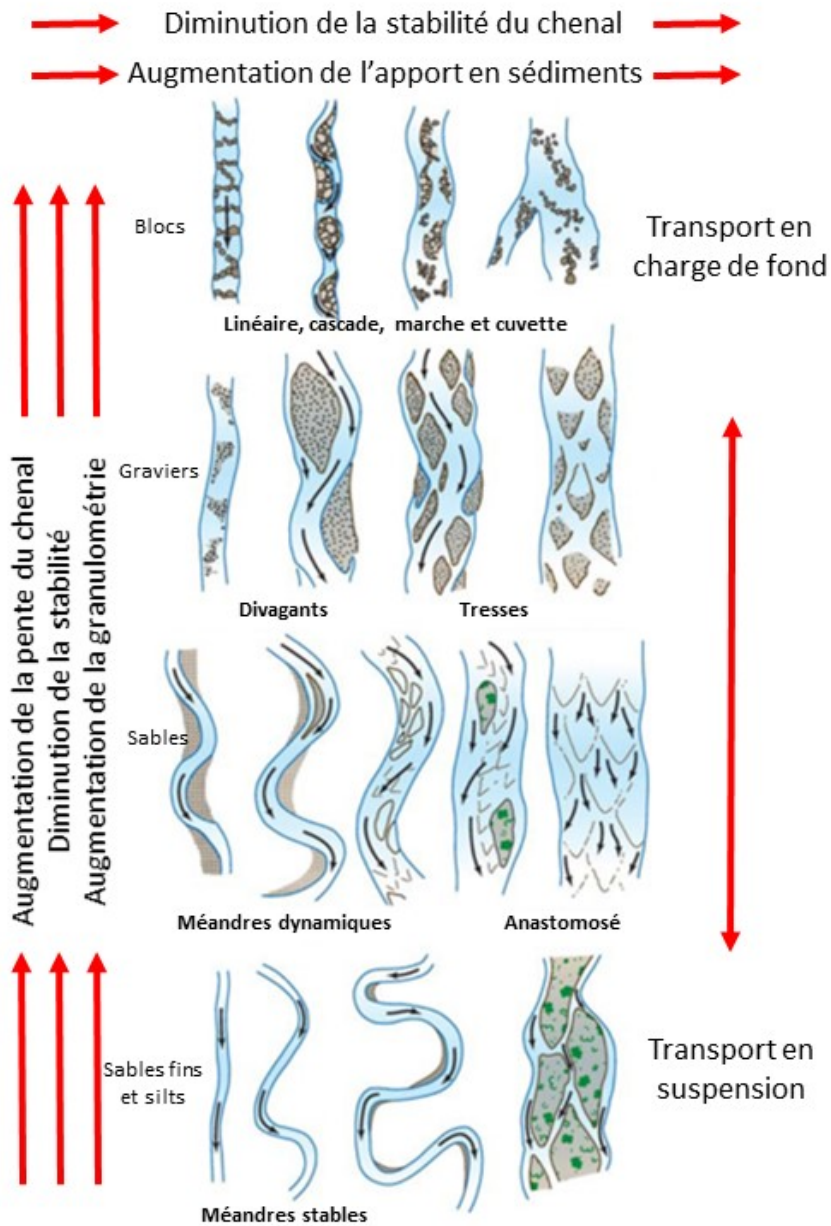 Diminution de la stabilité du chenal
Augmentation de l’apport en sédiments
Blocs
Transport en
charge de fond
Linéaire, cascade, marche et cuvette
Graviers
Divagants
Tresses
Augmentation de la pente du chenal
Diminution de la stabilité
Augmentation de la granulométrie
Sables
Méandres dynamiques
Anastomosé
Sables fins
et silts
Transport en
suspension
Méandres stables